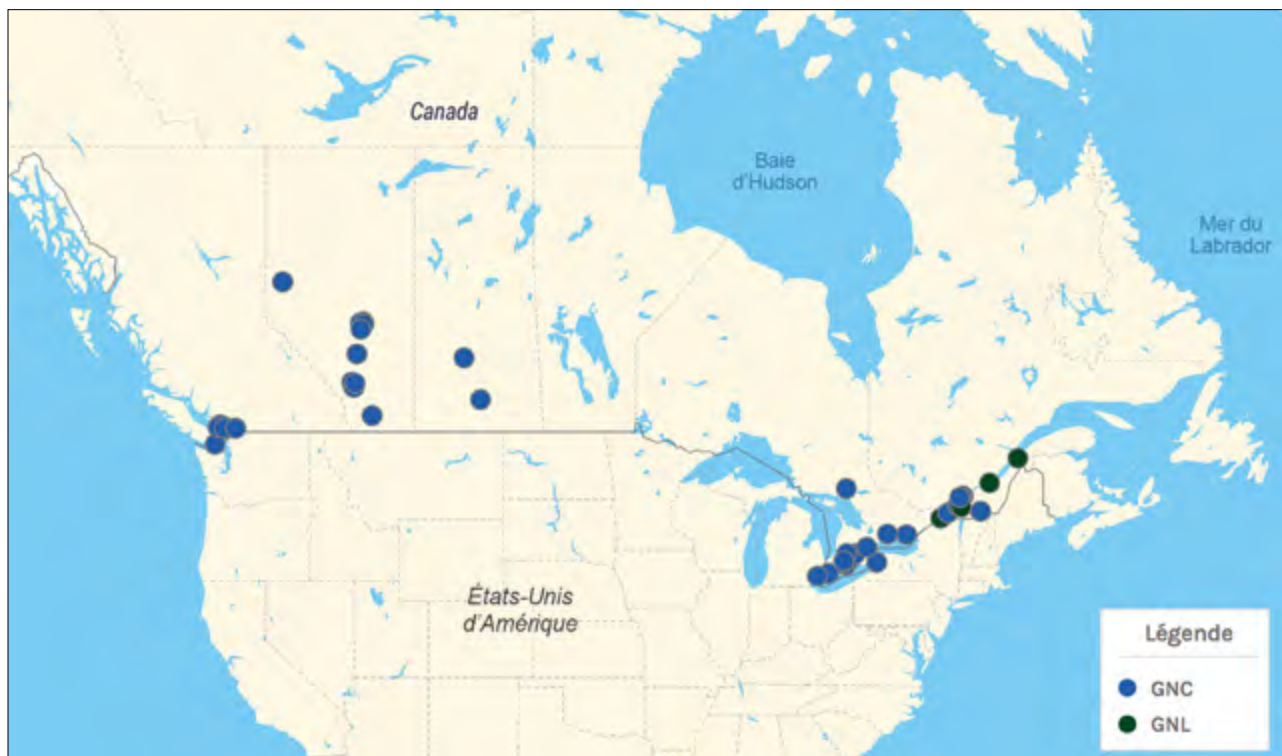 Canada
Baie
d'Hudson
Mer du
Labrador
États-Unis
d'Amérique
Légende
GNC
GNL